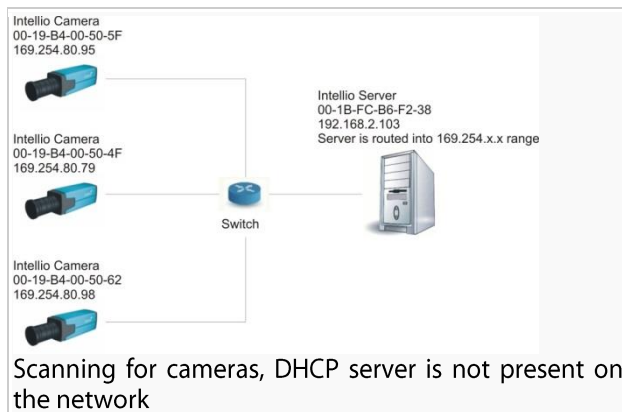 Intellio Camera
00-19-B4-00-50-5F
169.254.80.95
Intellio Server
00-1B-FC-B6-F2-38
192.168.2.103
Server is routed into 169.254.x.x range
Intellio Camera
00-19-B4-00-50-4F
169.254.80.79
Switch
Intellio Camera
00-19-B4-00-50-62
169.254.80.98
Scanning for cameras, DHCP server is not present on
the network